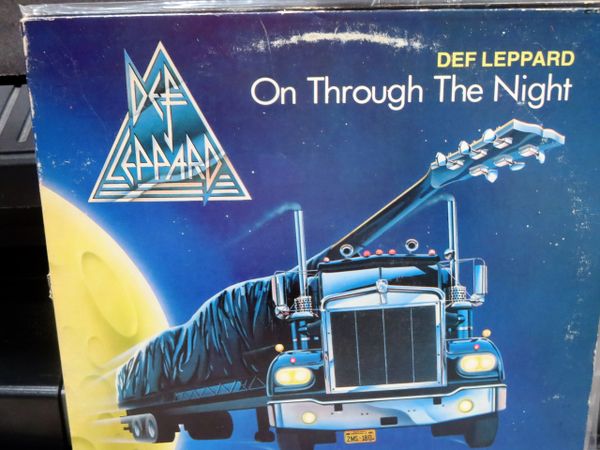 DEF LEPPARD
On Through The Night
DEF
LEPPARD